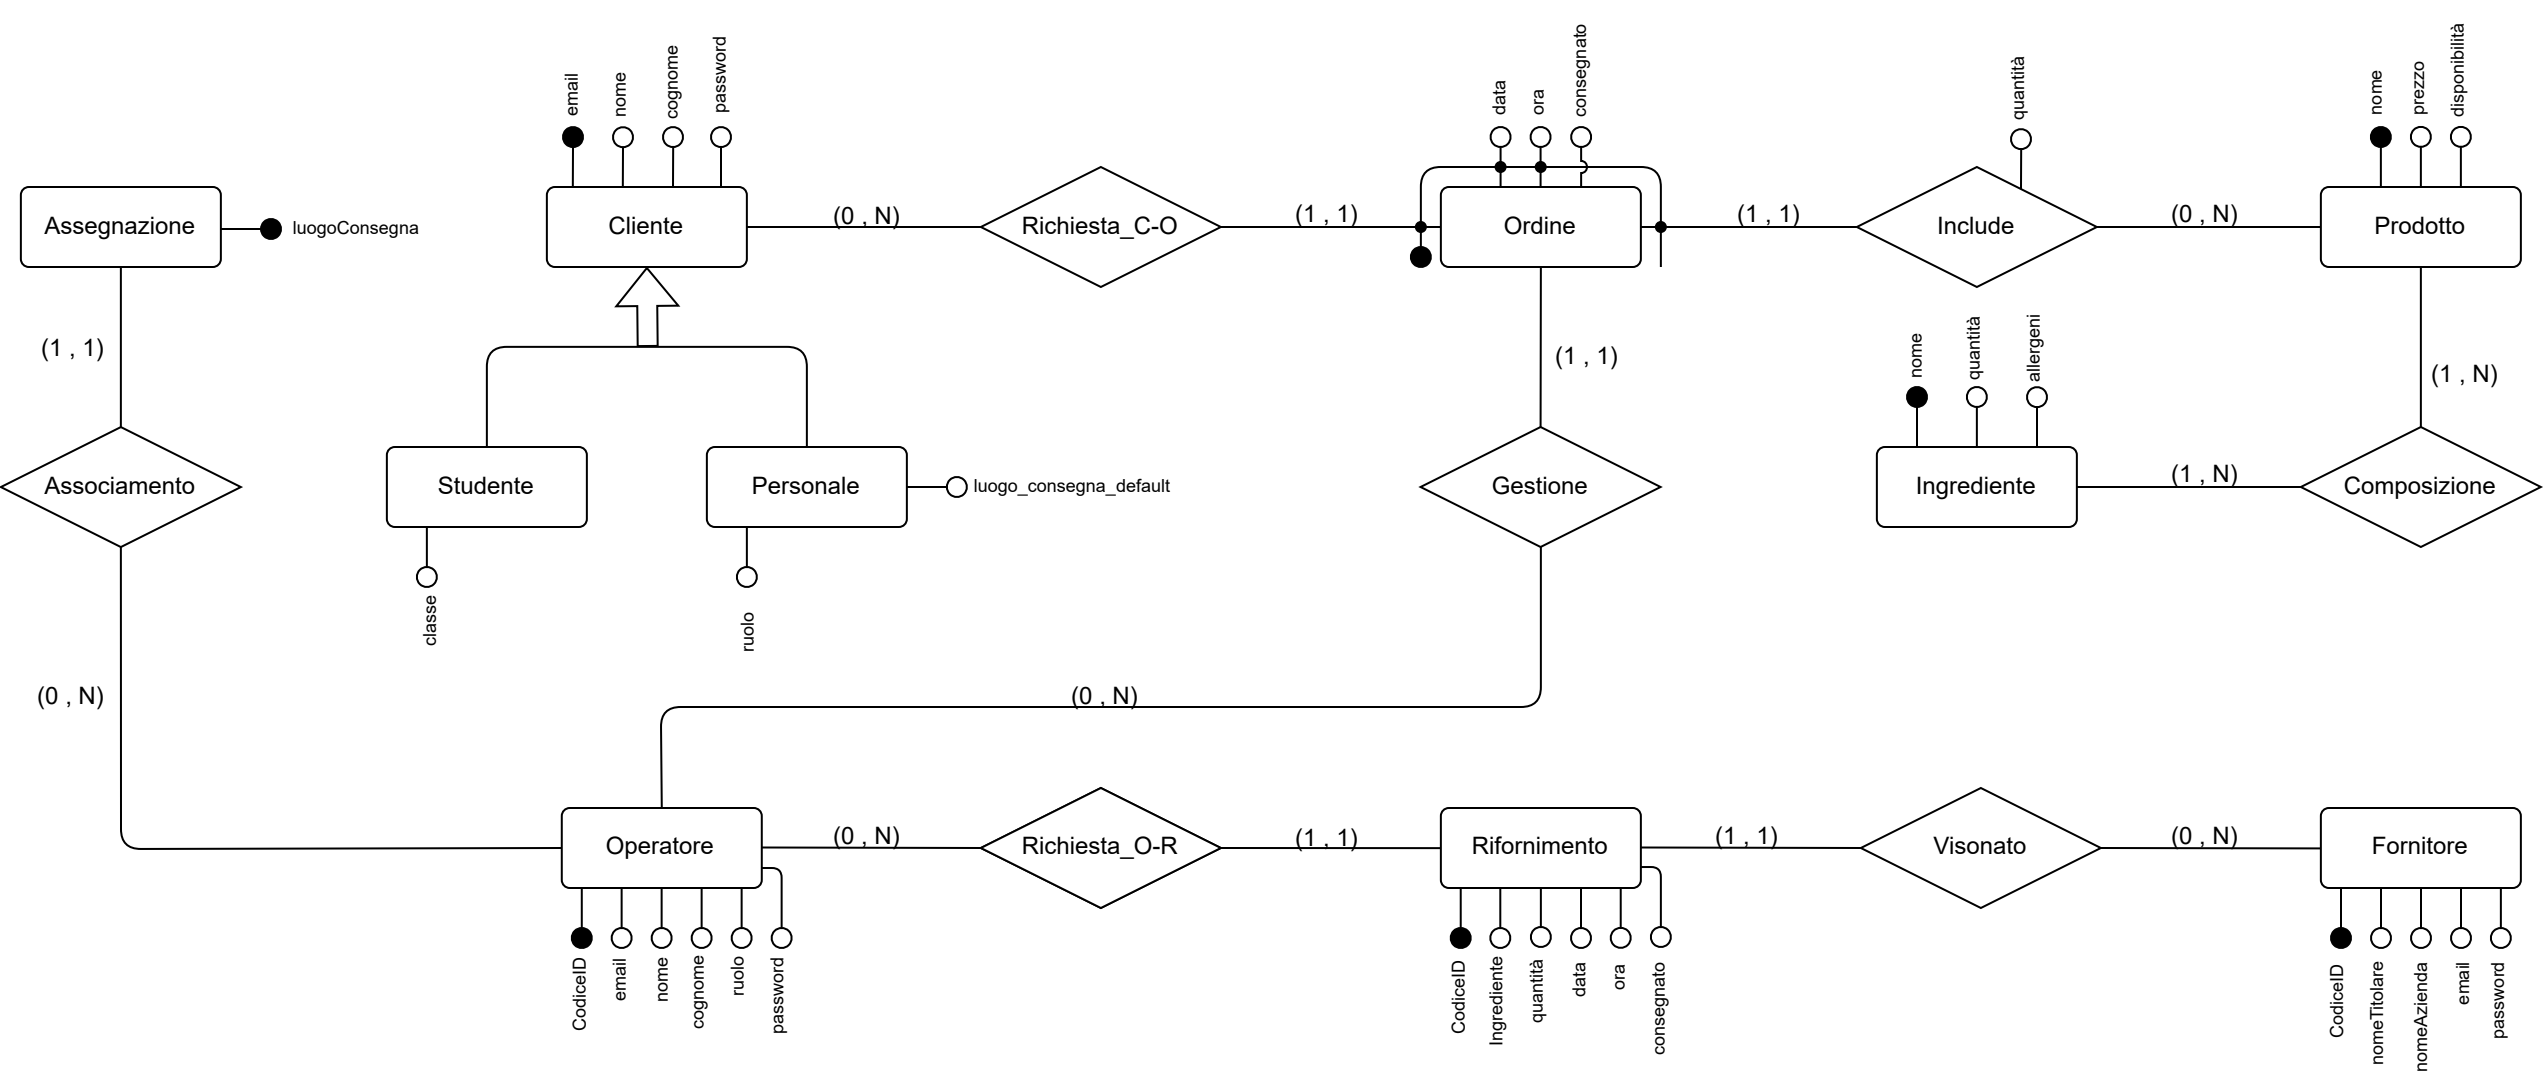 email
nome
cognome
password
data
ora
consegnato
quantità
nome
prezzo
disponibilità
Assegnazione
luogoConsegna
Cliente
(0 , N)
Richiesta_C-O
(1 , 1)
Ordine
(1 , 1)
Include
(0 , N)
Prodotto
(1 , 1)
(1 , 1)
nome
quantità
allergeni
(1 , N)
Associamento
Studente
Personale
luogo_consegna_default
Gestione
Ingrediente
(1 , N)
Composizione
classe
ruolo
(0 , N)
(0 , N)
Operatore
(0 , N)
Richiesta_O-R
(1 , 1)
Rifornimento
(1 , 1)
Visonato
(0 , N)
Fornitore
CodiceID
email
nome
cognome
ruolo
password
CodiceID
Ingrediente
quantità
data
ora
consegnato
CodiceID
nomeTitolare
nomeAzienda
email
password